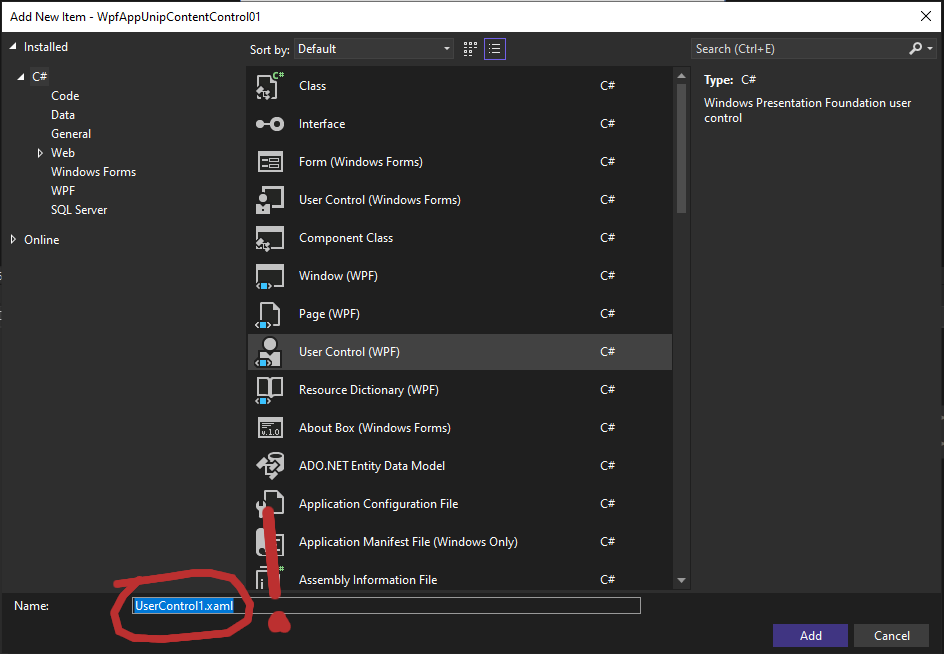 Add New Item - WpfAppUnipContentControl01
Installed
C#
Code
Data
General
Web
Windows Forms
WPF
SQL Server
Online
Sort by: Default
Class C#
Interface C#
Form (Windows Forms) C#
User Control (Windows Forms) C#
Component Class C#
Window (WPF) C#
Page (WPF) C#
User Control (WPF) C#
Resource Dictionary (WPF) C#
About Box (Windows Forms) C#
ADO.NET Entity Data Model C#
Application Configuration File C#
Application Manifest File (Windows Only) C#
Assembly Information File C#
Search (Ctrl+E)
Type: C#
Windows Presentation Foundation user
control
Name: UserControl1.xaml !
Add Cancel